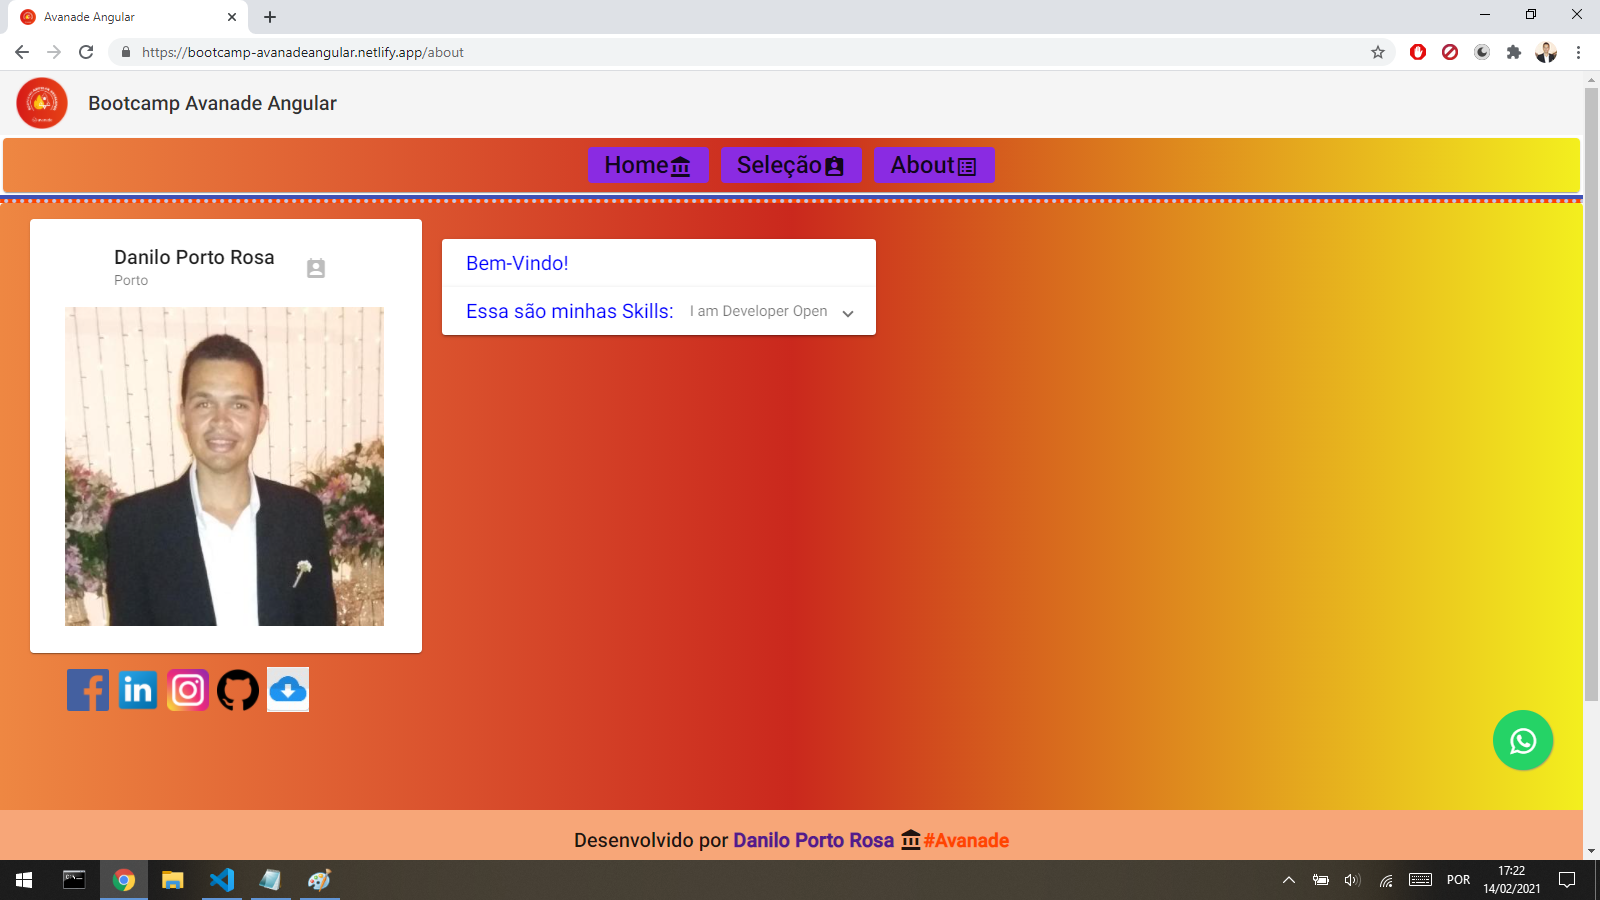 Avanade Angular
https://bootcamp-avanadeangular.netlify.app/about
Bootcamp Avanade Angular
Home
Seleção
About
Danilo Porto Rosa
Porto
Bem-Vindo!
Essa são minhas Skills: I am Developer Open
in
Desenvolvido por Danilo Porto Rosa #Avanade
POR
17:22
14/02/2021